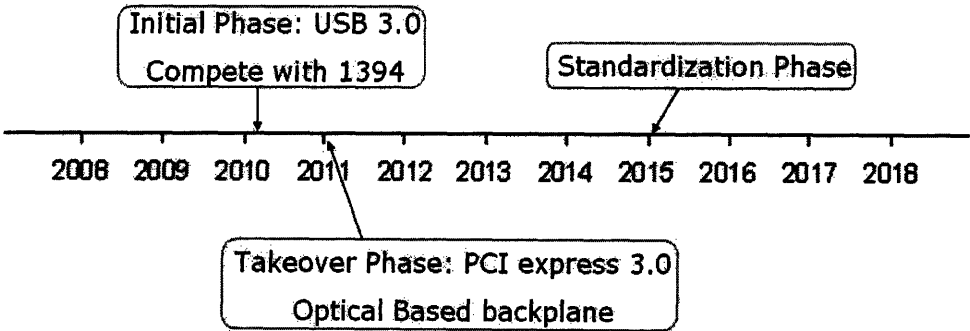 Initial Phase: USB 3.0
Compete with 1394
Standardization Phase
2008 2009 2010 2011 2012 2013 2014 2015 2016 2017 2018
Takeover Phase: PCI express 3.0
Optical Based backplane